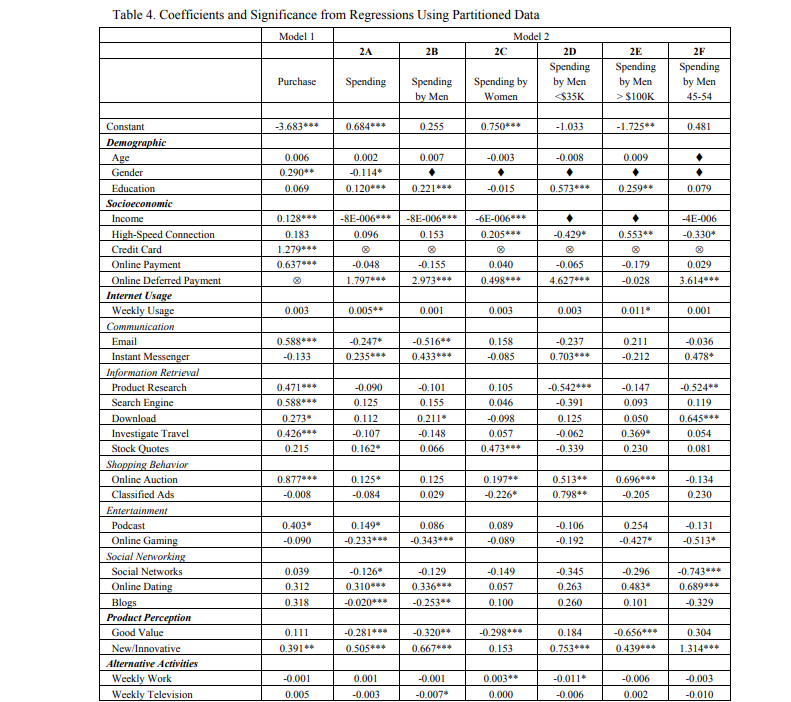 Table 4. Coefficients and Significance from Regressions Using Partitioned Data
Model 1 Model 2
2A 2B 2C 2D 2E 2F
Purchase Spending Spending by Men Spending by Women Spending by Men <$35K Spending by Men > $100K Spending by Men 45-54
Constant -3.683*** 0.684*** 0.255 0.750*** -1.033 -1.725** 0.481
Demographic
Age 0.006 0.002 0.007 -0.003 -0.008 0.009 ♦
Gender 0.290** -0.114* ♦ ♦ ♦ ♦ ♦
Education 0.069 0.120*** 0.221*** -0.015 0.573*** 0.259** 0.079
Socioeconomic
Income 0.128*** -8E-006*** -8E-006*** -6E-006*** ♦ ♦ -4E-006
High-Speed Connection 0.183 0.096 0.153 0.205*** -0.429* 0.553** -0.330*
Credit Card 1.279*** ⊗ ⊗ ⊗ ⊗ ⊗ ⊗
Online Payment 0.637*** -0.048 -0.155 0.040 -0.065 -0.179 0.029
Online Deferred Payment ⊗ 1.797*** 2.973*** 0.498*** 4.627*** -0.028 3.614***
Internet Usage
Weekly Usage 0.003 0.005** 0.001 0.003 0.003 0.011* 0.001
Communication
Email 0.588*** -0.247* -0.516** 0.158 -0.237 0.211 -0.036
Instant Messenger -0.133 0.235*** 0.433*** -0.085 0.703*** -0.212 0.478*
Information Retrieval
Product Research 0.471*** -0.090 -0.101 0.105 -0.542*** -0.147 -0.524**
Search Engine 0.588*** 0.125 0.155 0.046 -0.391 0.093 0.119
Download 0.273* 0.112 0.211* -0.098 0.125 0.050 0.645***
Investigate Travel 0.426*** -0.107 -0.148 0.057 -0.062 0.369* 0.054
Stock Quotes 0.215 0.162* 0.066 0.473*** -0.339 0.230 0.081
Shopping Behavior
Online Auction 0.877*** 0.125* 0.125 0.197** 0.513** 0.696*** -0.134
Classified Ads -0.008 -0.084 0.029 -0.226* 0.798** -0.205 0.230
Entertainment
Podcast 0.403* 0.149* 0.086 0.089 -0.106 0.254 -0.131
Online Gaming -0.090 -0.233*** -0.343*** -0.089 -0.192 -0.427* -0.513*
Social Networking
Social Networks 0.039 -0.126* -0.129 -0.149 -0.345 -0.296 -0.743***
Online Dating 0.312 0.310*** 0.336*** 0.057 0.263 0.483* 0.689***
Blogs 0.318 -0.020*** -0.253** 0.100 0.260 0.101 -0.329
Product Perception
Good Value 0.111 -0.281*** -0.320** -0.298*** 0.184 -0.656*** 0.304
New/Innovative 0.391** 0.505*** 0.667*** 0.153 0.753*** 0.439*** 1.314***
Alternative Activities
Weekly Work -0.001 0.001 -0.001 0.003** -0.011* -0.006 -0.003
Weekly Television 0.005 -0.003 -0.007* 0.000 -0.006 0.002 -0.010